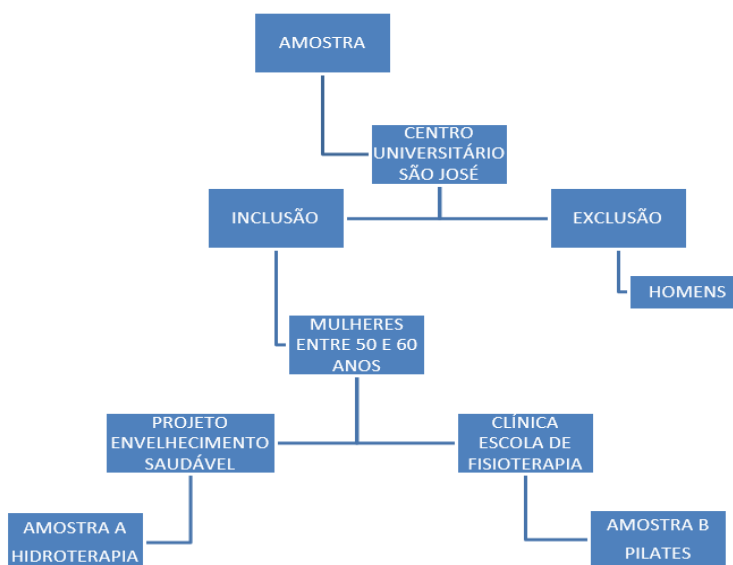 AMOSTRA
CENTRO
UNIVERSITÁRIO
SÃO JOSÉ
INCLUSÃO
EXCLUSÃO
HOMENS
MULHERES
ENTRE 50 E 60
ANOS
PROJETO
ENVELHECIMENTO
SAUDÁVEL
CLÍNICA
ESCOLA DE
FISIOTERAPIA
AMOSTRA A
HIDROTERAPIA
AMOSTRA B
PILATES